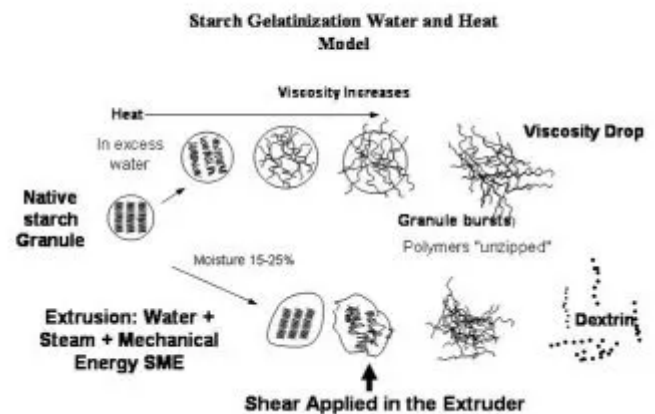 Starch Gelatinization Water and Heat
Model
Viscosity Increases
Heat
In excess
water
Viscosity Drop
Native
starch
Granule
Granule bursts)
Polymers "unzipped"
Moisture 15-25%
Extrusion: Water +
Steam + Mechanical
Energy SME
Dextrin
Shear Applied in the Extruder